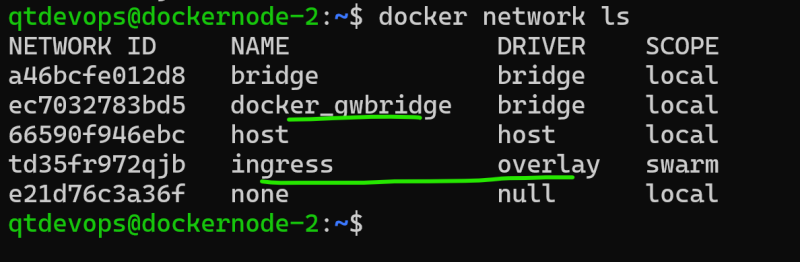 qtdevops@dockernode-2:~$ docker network ls
NETWORK ID     NAME              DRIVER    SCOPE
a46bcfe012d8   bridge            bridge    local
ec7032783bd5   docker_gwbridge   bridge    local
66590f946ebc   host              host      local
td35fr972qjb   ingress           overlay   swarm
e21d76c3a36f   none              null      local
qtdevops@dockernode-2:~$